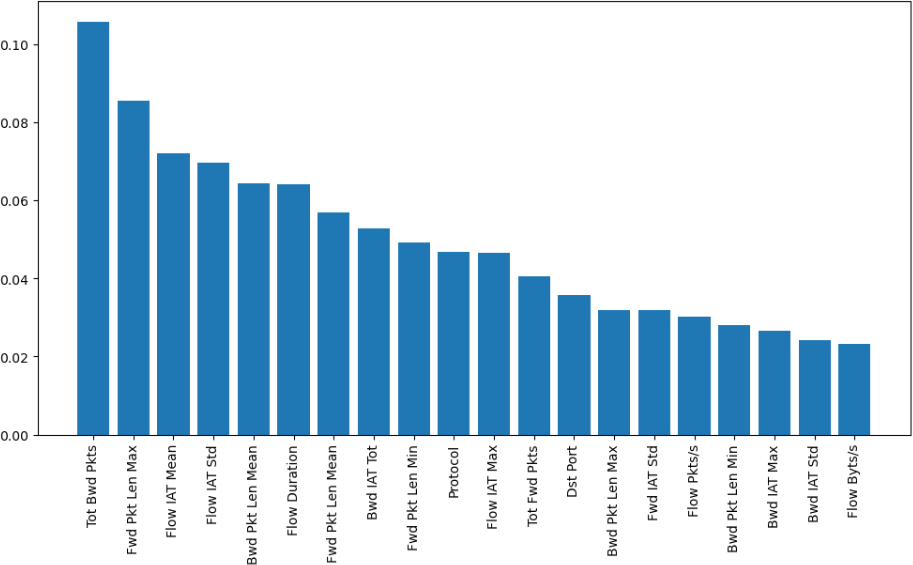 0.10
0.08
0.06
0.04
0.02
0.00
Tot Bwd Pkts
Fwd Pkt Len Max
Flow IAT Mean
Flow IAT Std
Bwd Pkt Len Mean
Flow Duration
Fwd Pkt Len Mean
Bwd IAT Tot
Fwd Pkt Len Min
Protocol
Flow IAT Max
Tot Fwd Pkts
Dst Port
Bwd Pkt Len Max
Fwd IAT Std
Flow Pkts/s
Bwd Pkt Len Min
Bwd IAT Max
Bwd IAT Std
Flow Byts/s